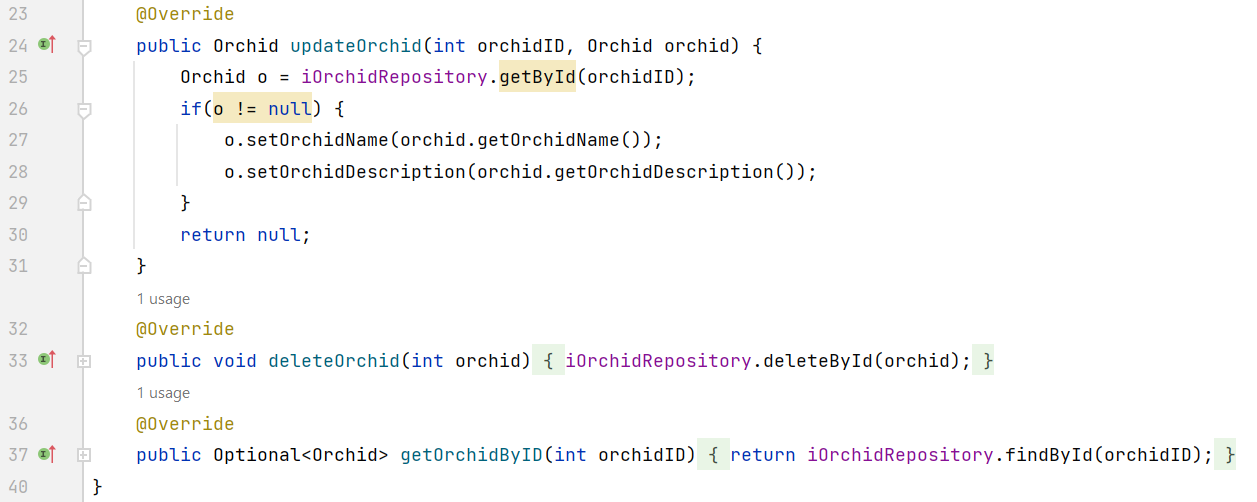 23 @Override
24 public Orchid updateOrchid(int orchidID, Orchid orchid) {
25 Orchid o = iOrchidRepository.getById(orchidID);
26 if(o != null) {
27 o.setOrchidName(orchid.getOrchidName());
28 o.setOrchidDescription(orchid.getOrchidDescription());
29 }
30 return null;
31 }
1 usage
32 @Override
33 public void deleteOrchid(int orchid) { iOrchidRepository.deleteById(orchid); }
1 usage
36 @Override
37 public Optional<Orchid> getOrchidByID(int orchidID) { return iOrchidRepository.findById(orchidID); }
40 }